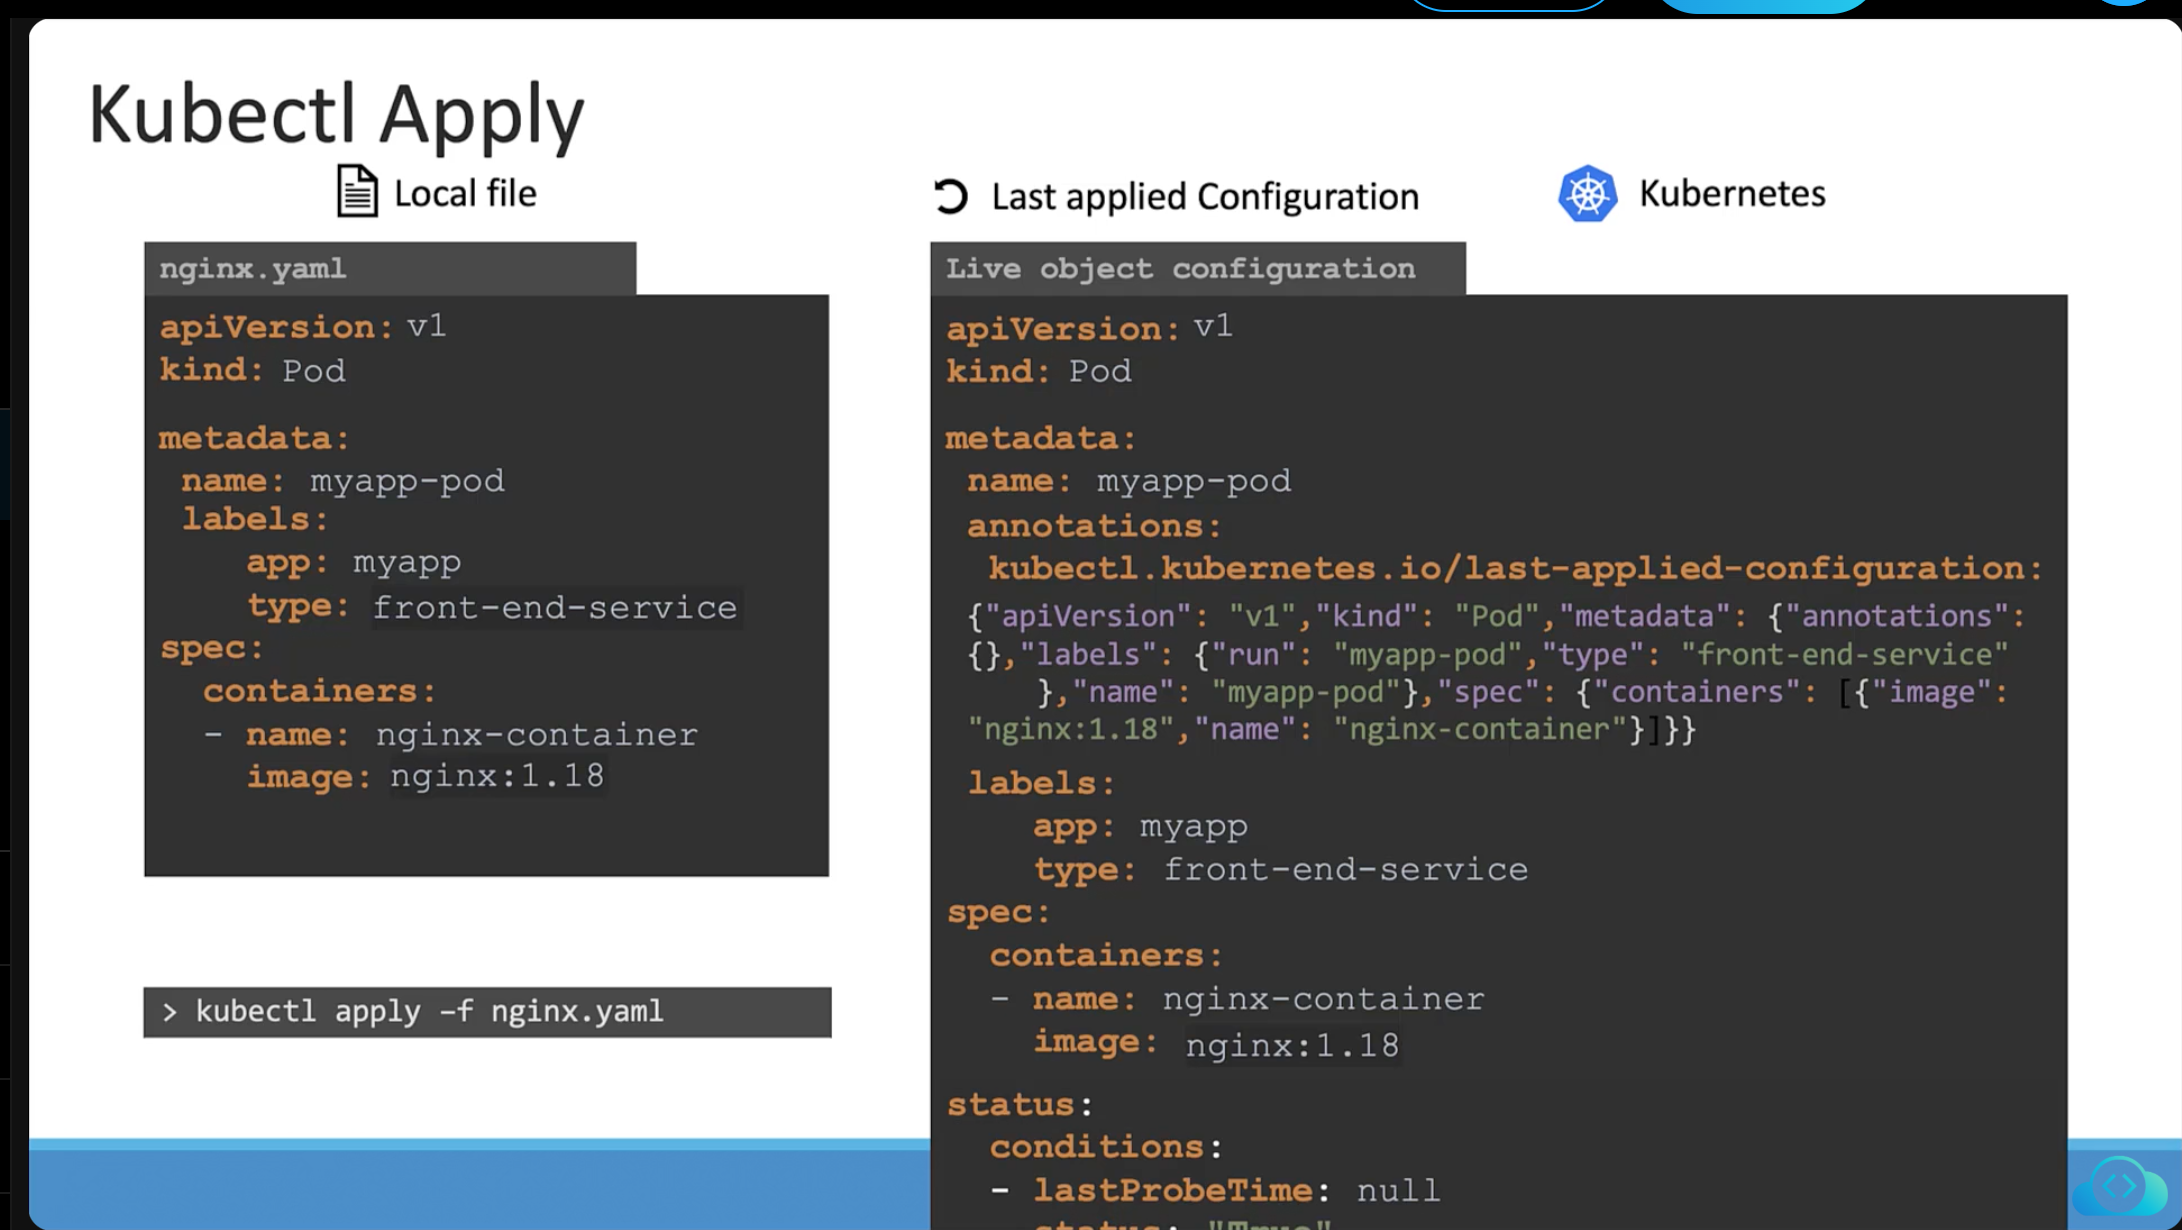 Kubectl Apply
Local file
nginx.yaml
apiVersion: v1
kind: Pod
metadata:
name: myapp-pod
labels:
app: myapp
type: front-end-service
spec:
containers:
- name: nginx-container
image: nginx:1.18
> kubectl apply –f nginx.yaml
Last applied Configuration
Kubernetes
Live object configuration
apiVersion: v1
kind: Pod
metadata:
name: myapp-pod
annotations:
kubectl.kubernetes.io/last-applied-configuration:
{"apiVersion": "v1","kind": "Pod","metadata": {"annotations":
{},"labels": {"run": "myapp-pod","type": "front-end-service"
},"name": "myapp-pod"},"spec": {"containers": [{"image":
"nginx:1.18","name": "nginx-container"}]}}
labels:
app: myapp
type: front-end-service
spec:
containers:
- name: nginx-container
image: nginx:1.18
status:
conditions:
- lastProbeTime: null
status: "True"